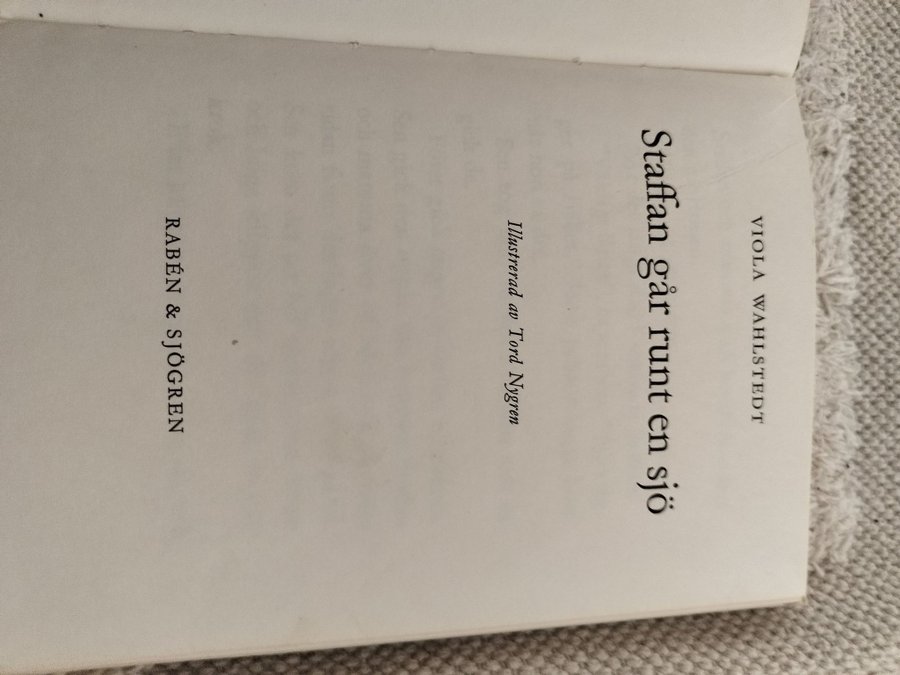 VIOLA WAHLSTEDT
Staffan går runt en sjö
Illustrerad av Tord Nygren
RABÉN & SJÖGREN